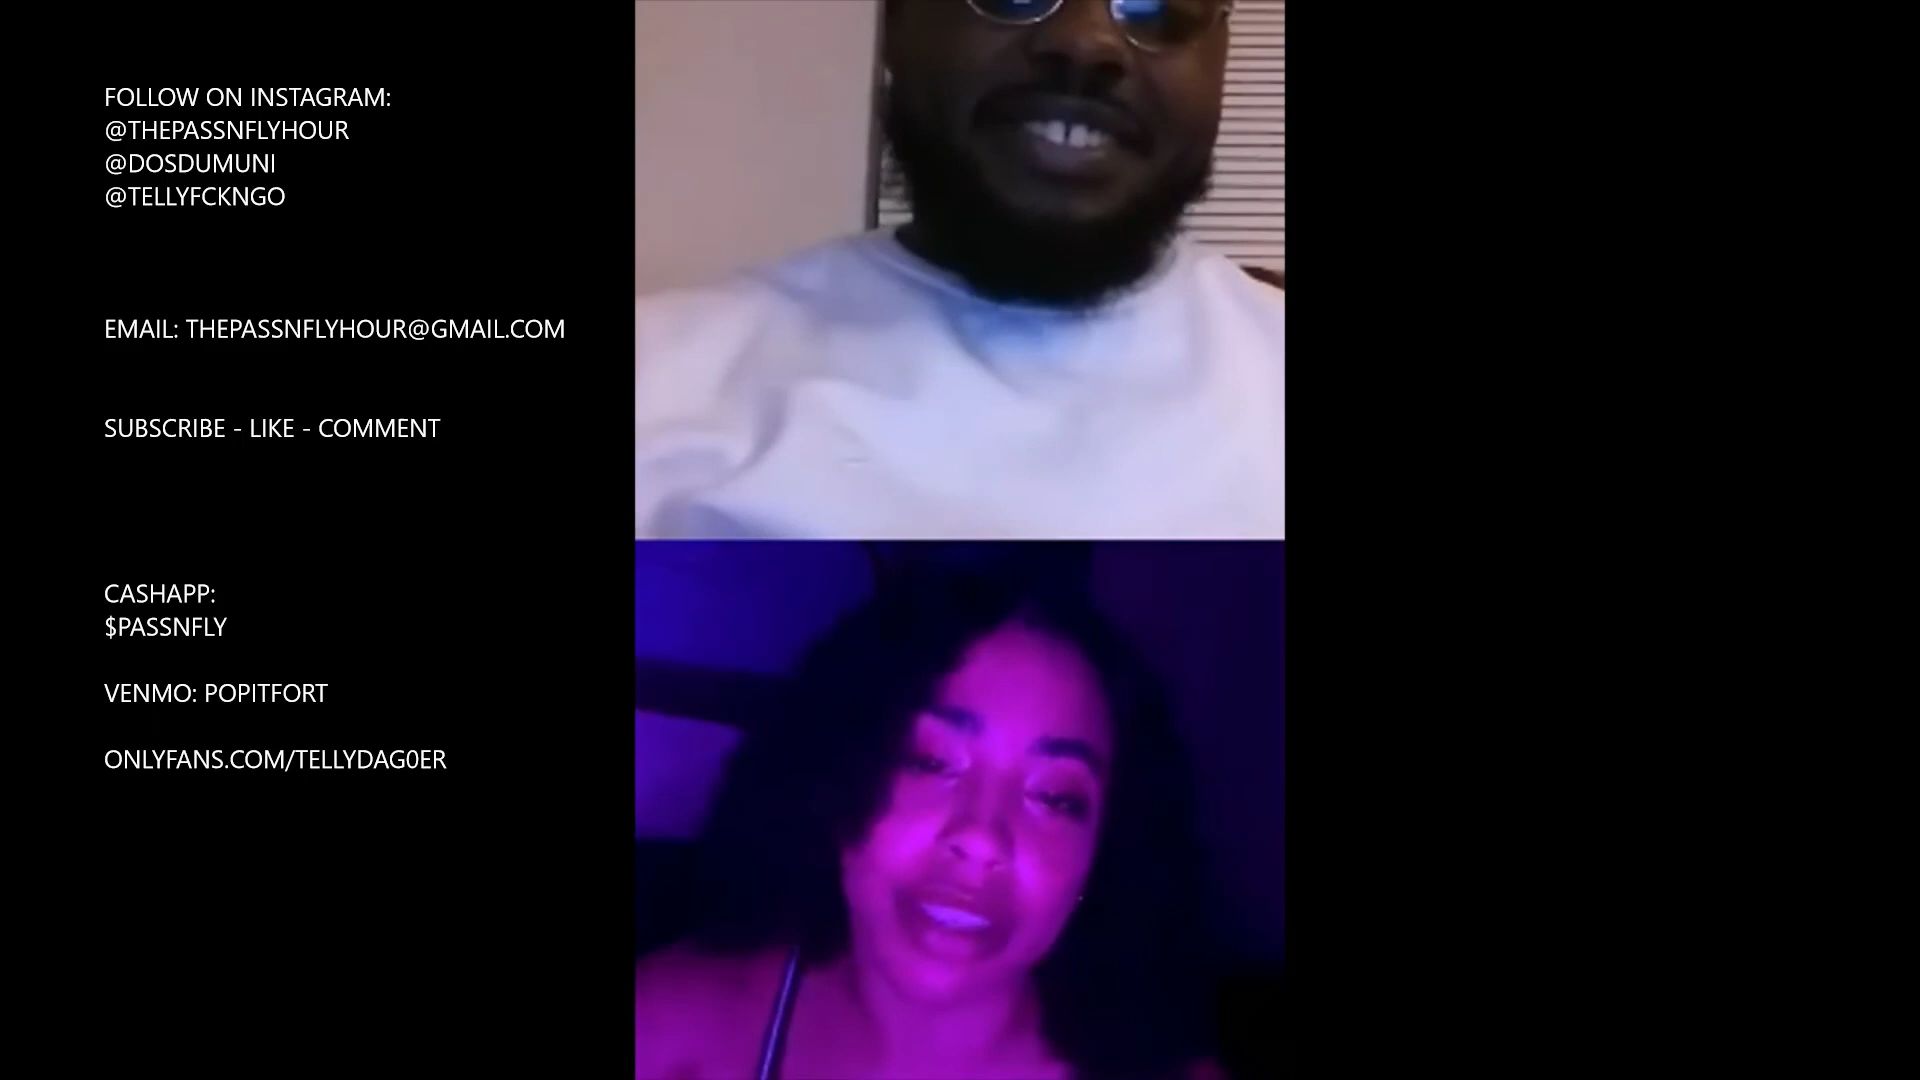 FOLLOW ON INSTAGRAM:
@THEPASSNFLYHOUR
@DOSDUMUNI
@TELLYFCKNGO
EMAIL: THEPASSNFLYHOUR@GMAIL.COM
SUBSCRIBE - LIKE - COMMENT
CASHAPP:
$PASSNFLY
VENMO: POPITFORT
ONLYFANS.COM/TELLYDAG0ER